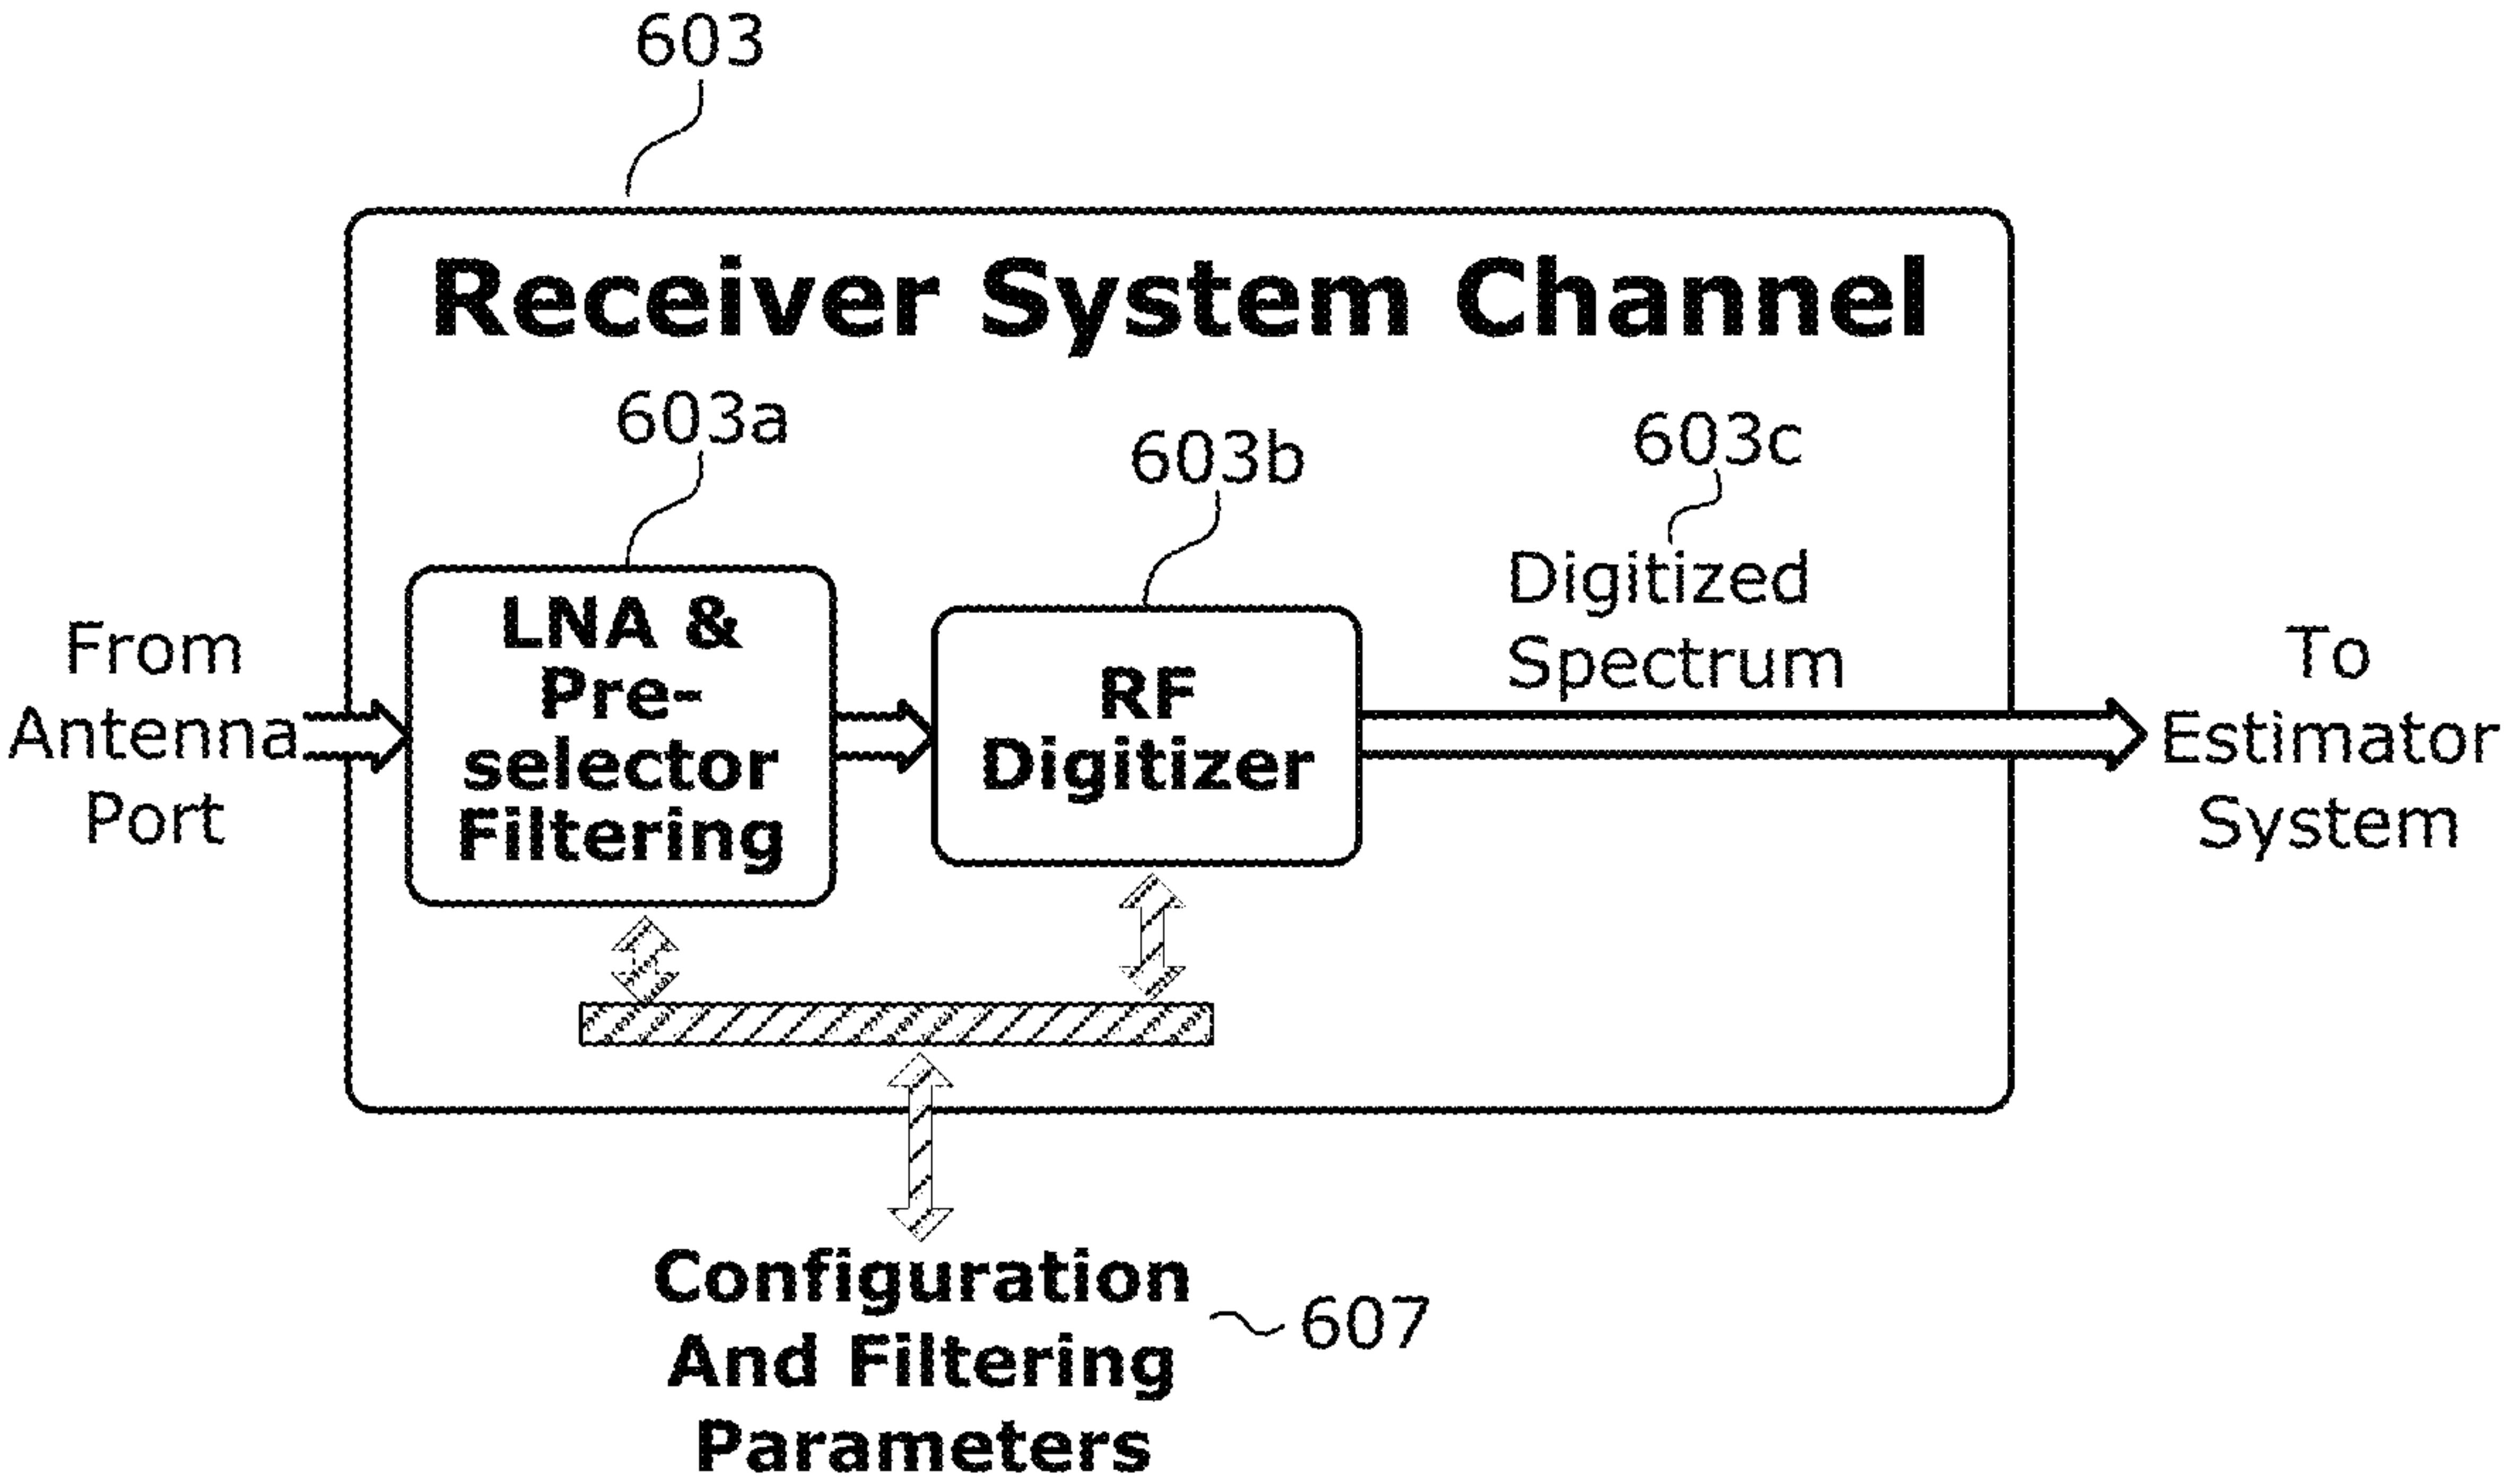 603
Receiver System Channel
603a
603b
603c
From
Antenna
Port
LNA &
Pre-
selector
Filtering
RF
Digitizer
Digitized
Spectrum
To
Estimator
System
Configuration
And Filtering
Parameters
607